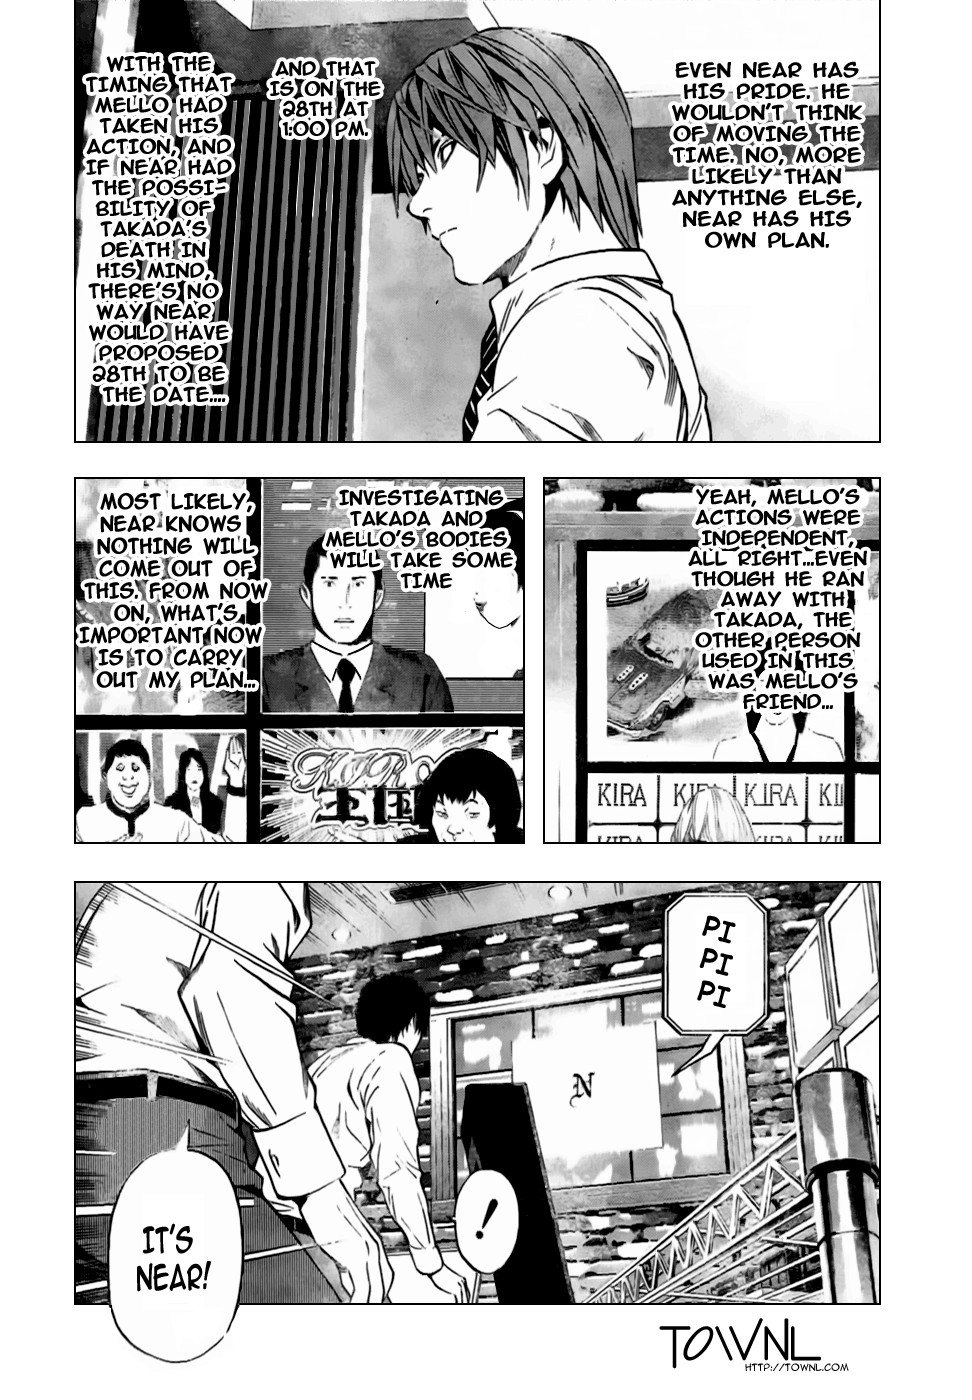 EVEN NEAR HAS
HIS PRIDE. HE
WOULDN'T THINK
OF MOVING THE
TIME. NO, MORE
LIKELY THAN
ANYTHING ELSE,
NEAR HAS HIS
OWN PLAN.
AND THAT
IS ON THE
28TH AT
1:00 PM.
WITH THE
TIMING THAT
MELLO HAD
TAKEN HIS
ACTION, AND
IF NEAR HAD
THE POSSI-
BILITY OF
TAKADA'S
DEATH IN
HIS MIND,
THERE'S NO
WAY NEAR
WOULD HAVE
PROPOSED
28TH TO BE
THE DATE....
YEAH, MELLO'S
ACTIONS WERE
INDEPENDENT,
ALL RIGHT...EVEN
THOUGH HE RAN
AWAY WITH
TAKADA, THE
OTHER PERSON
USED IN THIS
WAS MELLO'S
FRIEND...
KIRA KIRA KIRA KI
INVESTIGATING
TAKADA AND
MELLO'S BODIES
WILL TAKE SOME
TIME
MOST LIKELY,
NEAR KNOWS
NOTHING WILL
COME OUT OF
THIS. FROM NOW
ON, WHAT'S
IMPORTANT NOW
IS TO CARRY
OUT MY PLAN...
王国
PI
PI
PI
N
!
IT'S
NEAR!
TOWNL
HTTP://TOWNL.COM